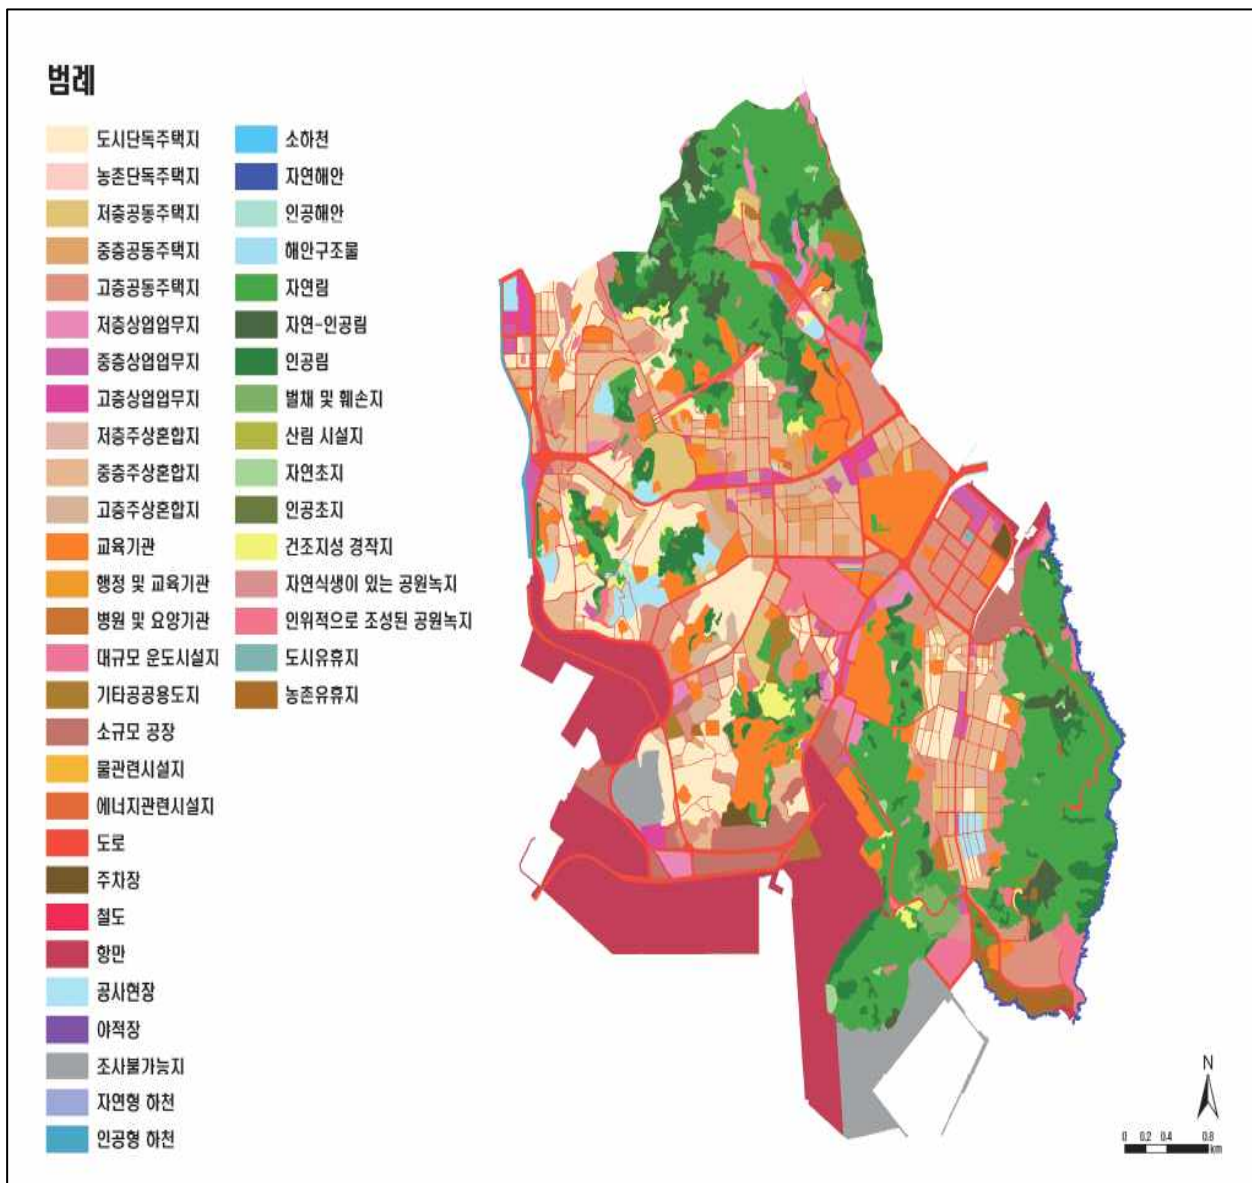 범례
도시단독주택지
농촌단독주택지
저층공동주택지
중층공동주택지
고층공동주택지
저층상업업무지
중층상업업무지
고층상업업무지
저층주상혼합지
중층주상혼합지
고층주상혼합지
교육기관
행정 및 교육기관
병원 및 요양기관
대규모 운도시설지
기타공공용도지
소규모 공장
물관련시설지
에너지관련시설지
도로
주차장
철도
항만
공사현장
야적장
조사불가능지
자연형 하천
인공형 하천
소하천
자연해안
인공해안
해안구조물
자연림
자연-인공림
인공림
벌채 및 훼손지
산림 시설지
자연초지
인공초지
건조지성 경작지
자연식생이 있는 공원녹지
인위적으로 조성된 공원녹지
도시유휴지
농촌유휴지
N
0 0.2 0.4 0.8
km